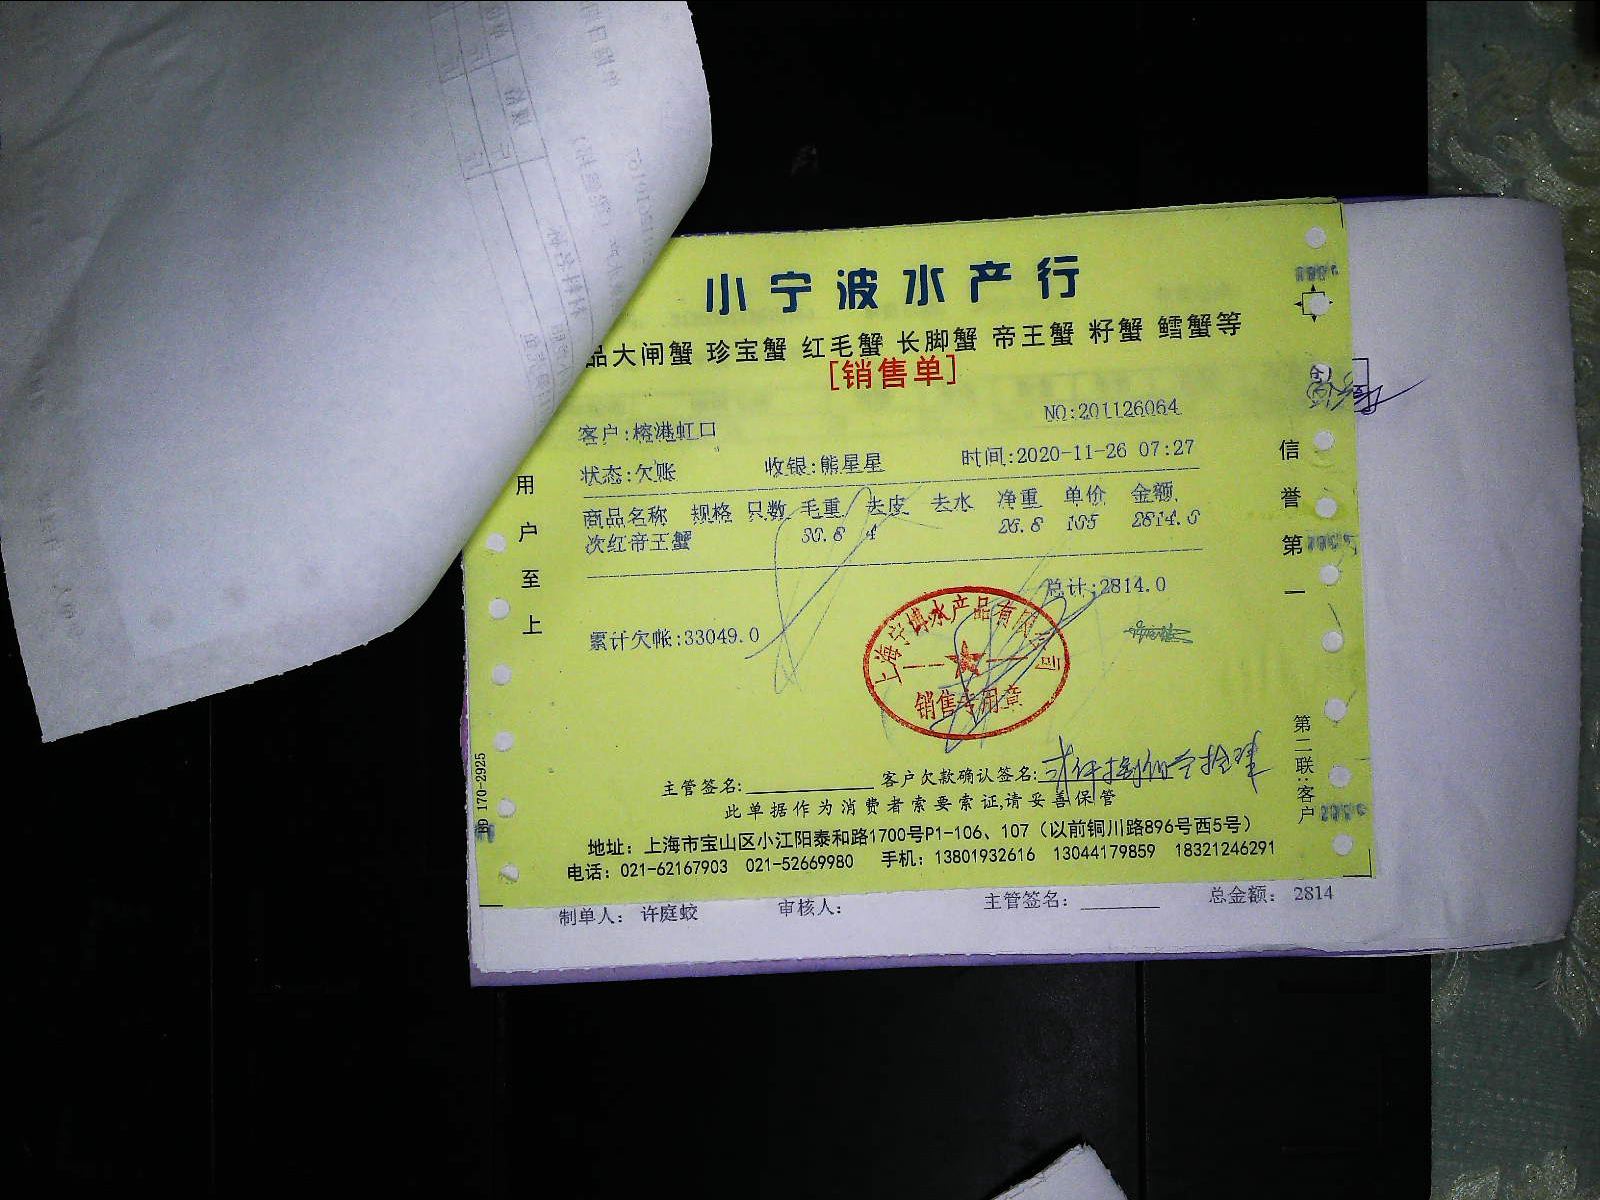 小宁波水产行
品大闸蟹 珍宝蟹 红毛蟹 长脚蟹 帝王蟹 籽蟹 鳕蟹等
[销售单]
NO:201126064
客户:榕港虹口
状态:欠账 收银:熊星星 时间:2020-11-26 07:27
商品名称 规格 只数 毛重 去皮 去水 净重 单价 金额
次红帝王蟹 30.8 4 26.8 105 2814.0
总计:2814.0
累计欠帐:33049.0
上海宁博水产品有限公司
销售专用章
主管签名: 客户欠款确认签名:
此单据作为消费者索要索证,请妥善保管
地址：上海市宝山区小江阳泰和路1700号P1-106、107（以前铜川路896号西5号）
电话：021-62167903 021-52669980 手机：13801932616 13044179859 18321246291
用户至上
信誉第一
第二联:客户
BD 170-2925
制单人： 许庭蛟 审核人： 主管签名： 总金额： 2814